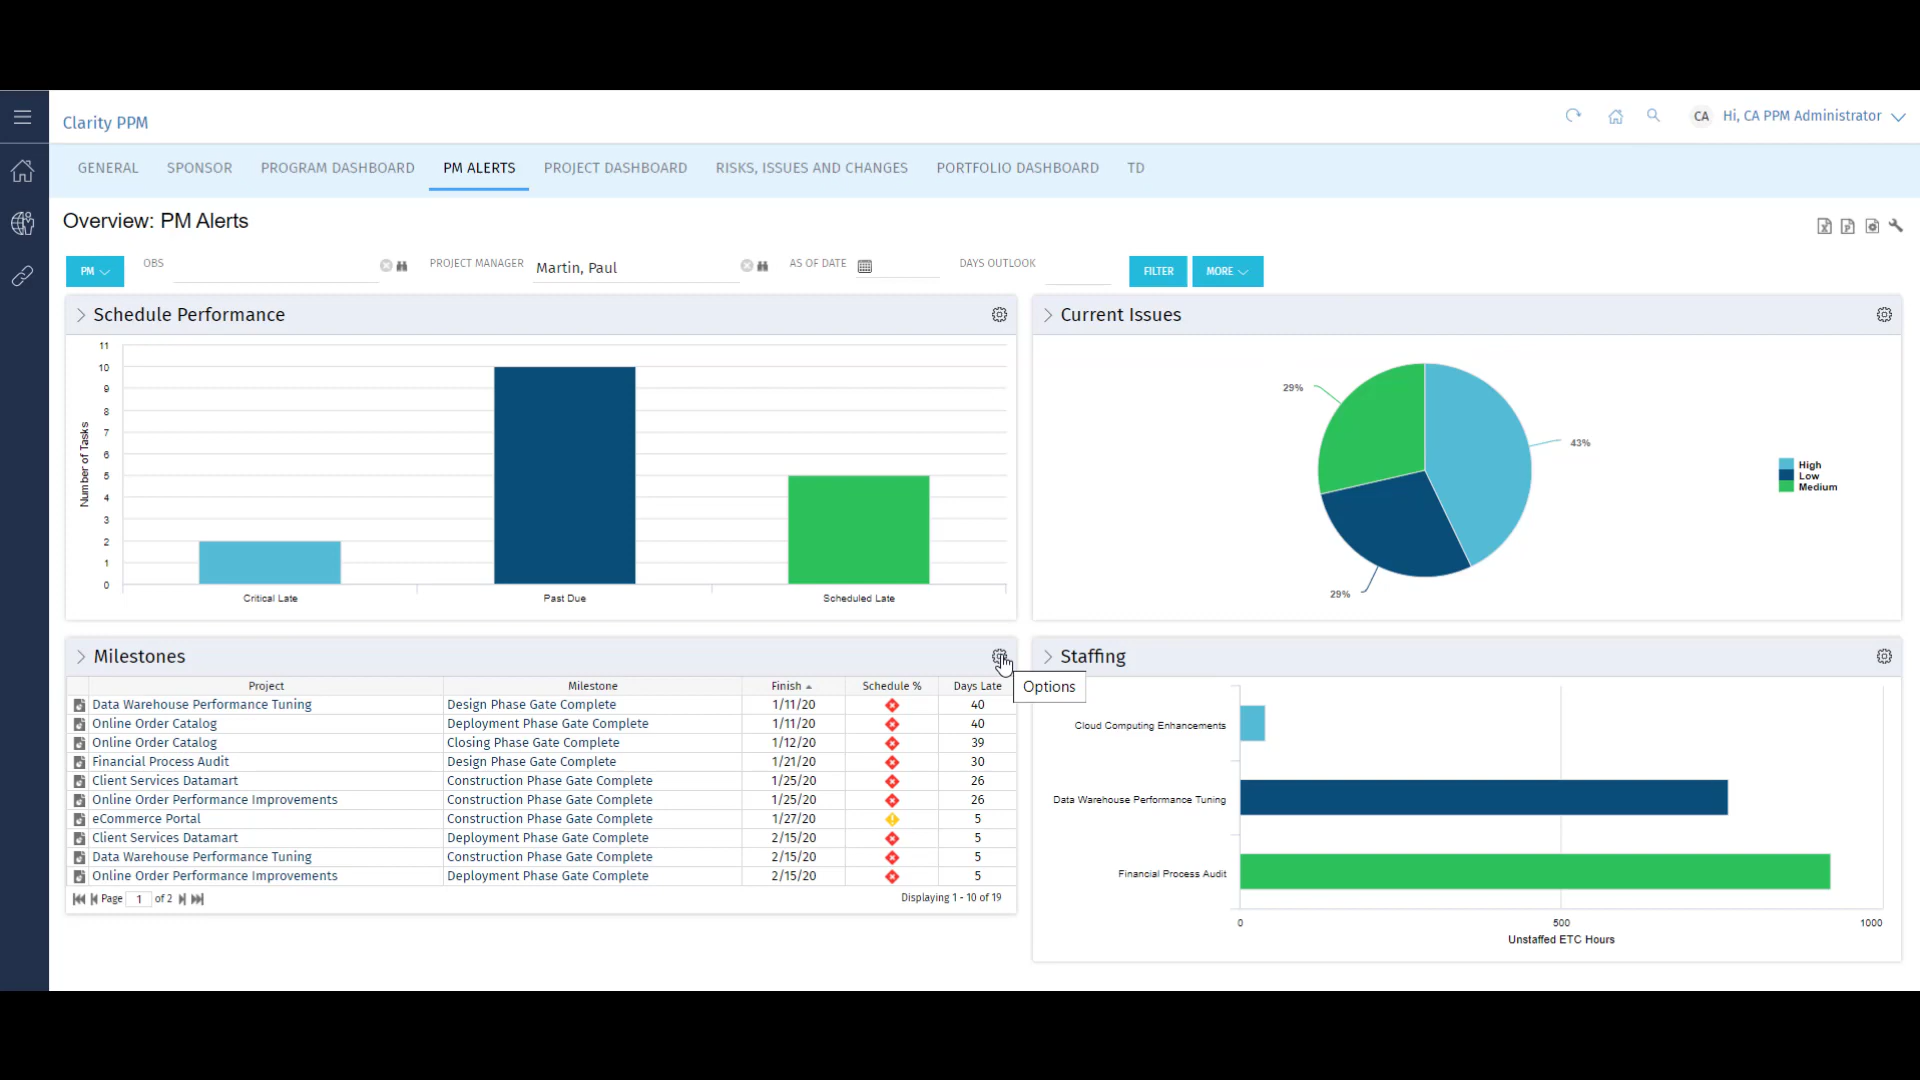 Clarity PPM
CA Hi, CA PPM Administrator
GENERAL SPONSOR PROGRAM DASHBOARD PM ALERTS PROJECT DASHBOARD RISKS, ISSUES AND CHANGES PORTFOLIO DASHBOARD TD
Overview: PM Alerts
PM OBS PROJECT MANAGER Martin, Paul AS OF DATE DAYS OUTLOOK FILTER MORE
Schedule Performance
11
10
9
8
7
6
5
4
3
2
1
0
Number of Tasks
Critical Late Past Due Scheduled Late
Current Issues
29%
43%
29%
High
Low
Medium
Milestones
Options
Project Milestone Finish Schedule % Days Late
Data Warehouse Performance Tuning Design Phase Gate Complete 1/11/20 40
Online Order Catalog Deployment Phase Gate Complete 1/11/20 40
Online Order Catalog Closing Phase Gate Complete 1/12/20 39
Financial Process Audit Design Phase Gate Complete 1/21/20 30
Client Services Datamart Construction Phase Gate Complete 1/25/20 26
Online Order Performance Improvements Construction Phase Gate Complete 1/25/20 26
eCommerce Portal Construction Phase Gate Complete 1/27/20 5
Client Services Datamart Deployment Phase Gate Complete 2/15/20 5
Data Warehouse Performance Tuning Construction Phase Gate Complete 2/15/20 5
Online Order Performance Improvements Deployment Phase Gate Complete 2/15/20 5
Page 1 of 2 Displaying 1 - 10 of 19
Staffing
Cloud Computing Enhancements
Data Warehouse Performance Tuning
Financial Process Audit
0 500 1000
Unstaffed ETC Hours